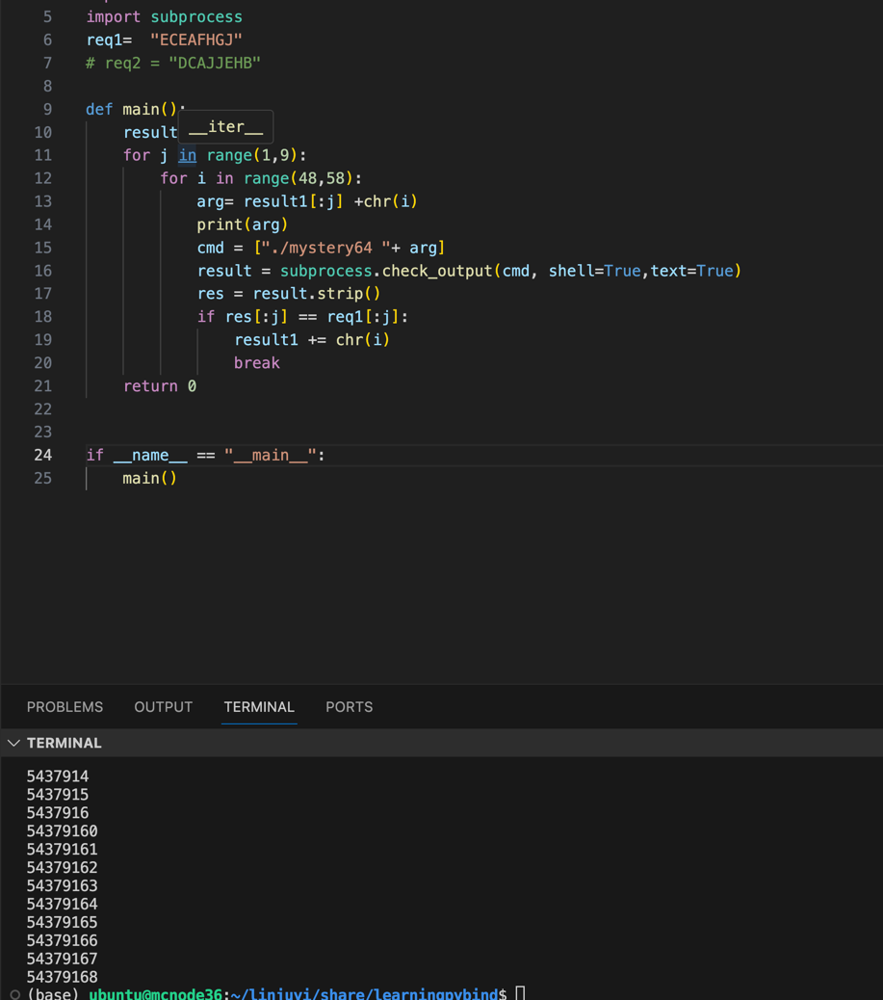 5 import subprocess
6 req1=  "ECEAFHGJ"
7 # req2 = "DCAJJEHB"
8
9 def main():
__iter__
10     result
11     for j in range(1,9):
12         for i in range(48,58):
13             arg= result1[:j] +chr(i)
14             print(arg)
15             cmd = ["./mystery64 "+ arg]
16             result = subprocess.check_output(cmd, shell=True,text=True)
17             res = result.strip()
18             if res[:j] == req1[:j]:
19                 result1 += chr(i)
20                 break
21     return 0
22
23
24 if __name__ == "__main__":
25     main()
PROBLEMS OUTPUT TERMINAL PORTS
TERMINAL
5437914
5437915
5437916
54379160
54379161
54379162
54379163
54379164
54379165
54379166
54379167
54379168
(base) ubuntu@mcnode36:~/linjuyi/share/learningpybind$